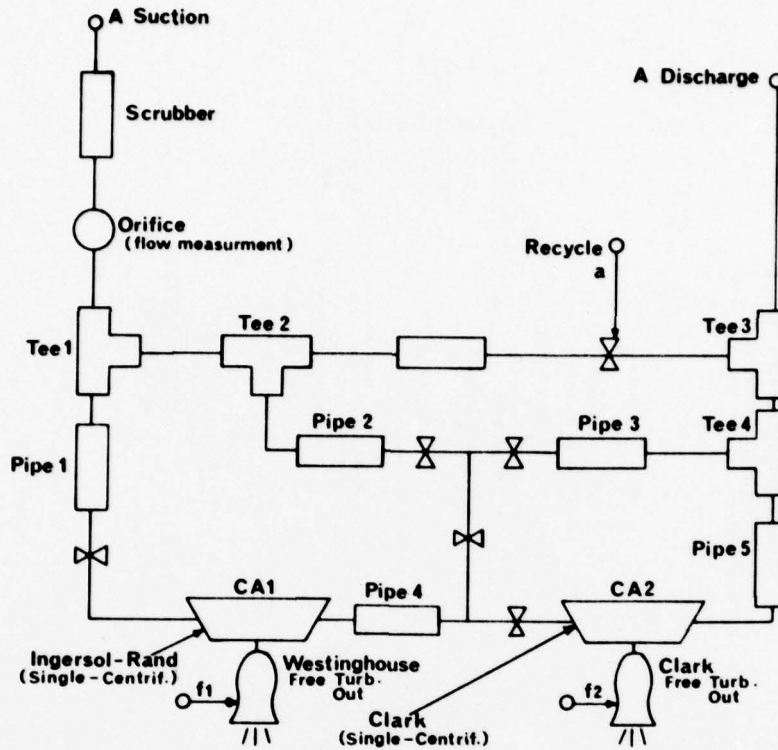 A Suction
Scrubber
A Discharge
Orifice
(flow measurment)
Recycle
a
Tee 1
Tee 2
Tee 3
Pipe 1
Pipe 2
Pipe 3
Tee 4
Pipe 5
CA1
Pipe 4
CA2
Ingersol-Rand
(Single-Centrif.)
Westinghouse
Free Turb.
Out
f1
Clark
(Single-Centrif.)
Clark
Free Turb.
Out
f2